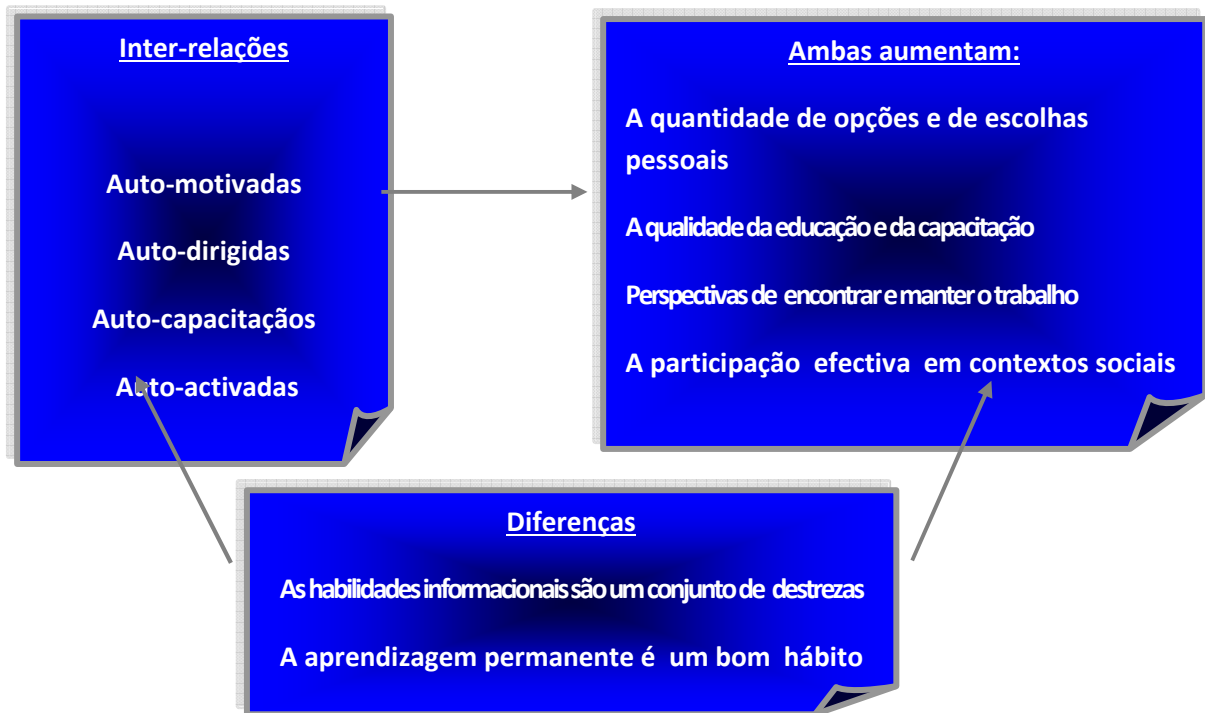 Inter-relações
Auto-motivadas
Auto-dirigidas
Auto-capacitaçãos
Auto-activadas
Ambas aumentam:
A quantidade de opções e de escolhas
pessoais
A qualidade da educação e da capacitação
Perspectivas de encontrar e manter o trabalho
A participação efectiva em contextos sociais
Diferenças
As habilidades informacionais são um conjunto de destrezas
A aprendizagem permanente é um bom hábito